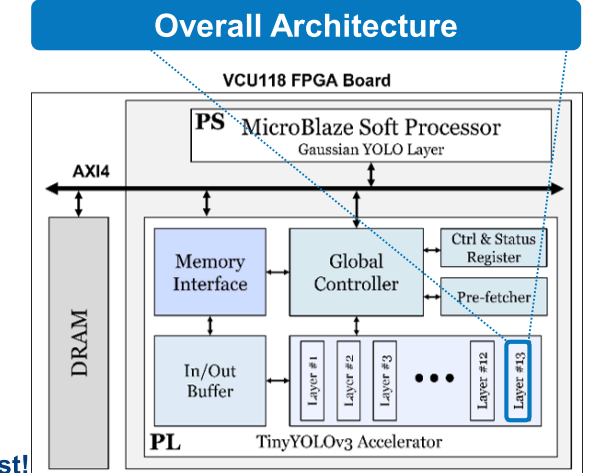 Overall Architecture
VCU118 FPGA Board
PS
MicroBlaze Soft Processor
Gaussian YOLO Layer
AXI4
DRAM
Memory
Interface
Global
Controller
Ctrl & Status
Register
Pre-fetcher
In/Out
Buffer
Layer #1
Layer #2
Layer #3
•••
Layer #12
Layer #13
PL
TinyYOLOv3 Accelerator
st!